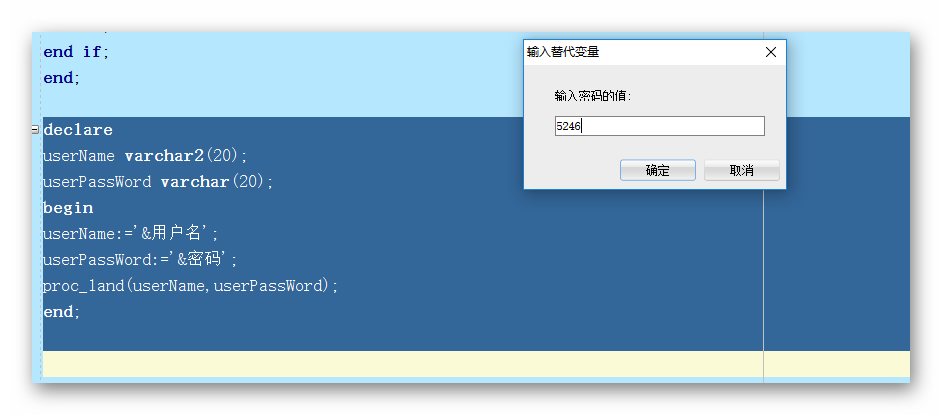 end if;
end;
declare
userName varchar2(20);
userPassWord varchar(20);
begin
userName:='&用户名';
userPassWord:='&密码';
proc_land(userName,userPassWord);
end;
输入替代变量
输入密码的值:
5246
确定
取消